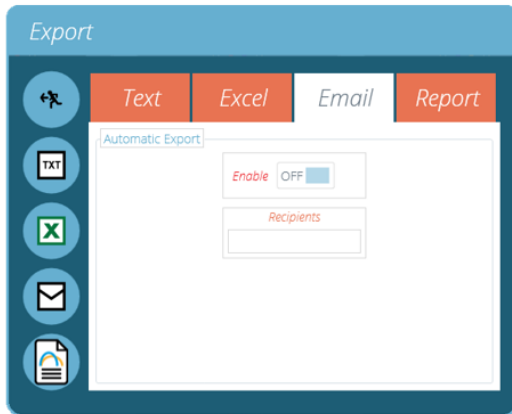 Export
Text Excel Email Report
Automatic Export
TXT
Enable OFF
Recipients
X